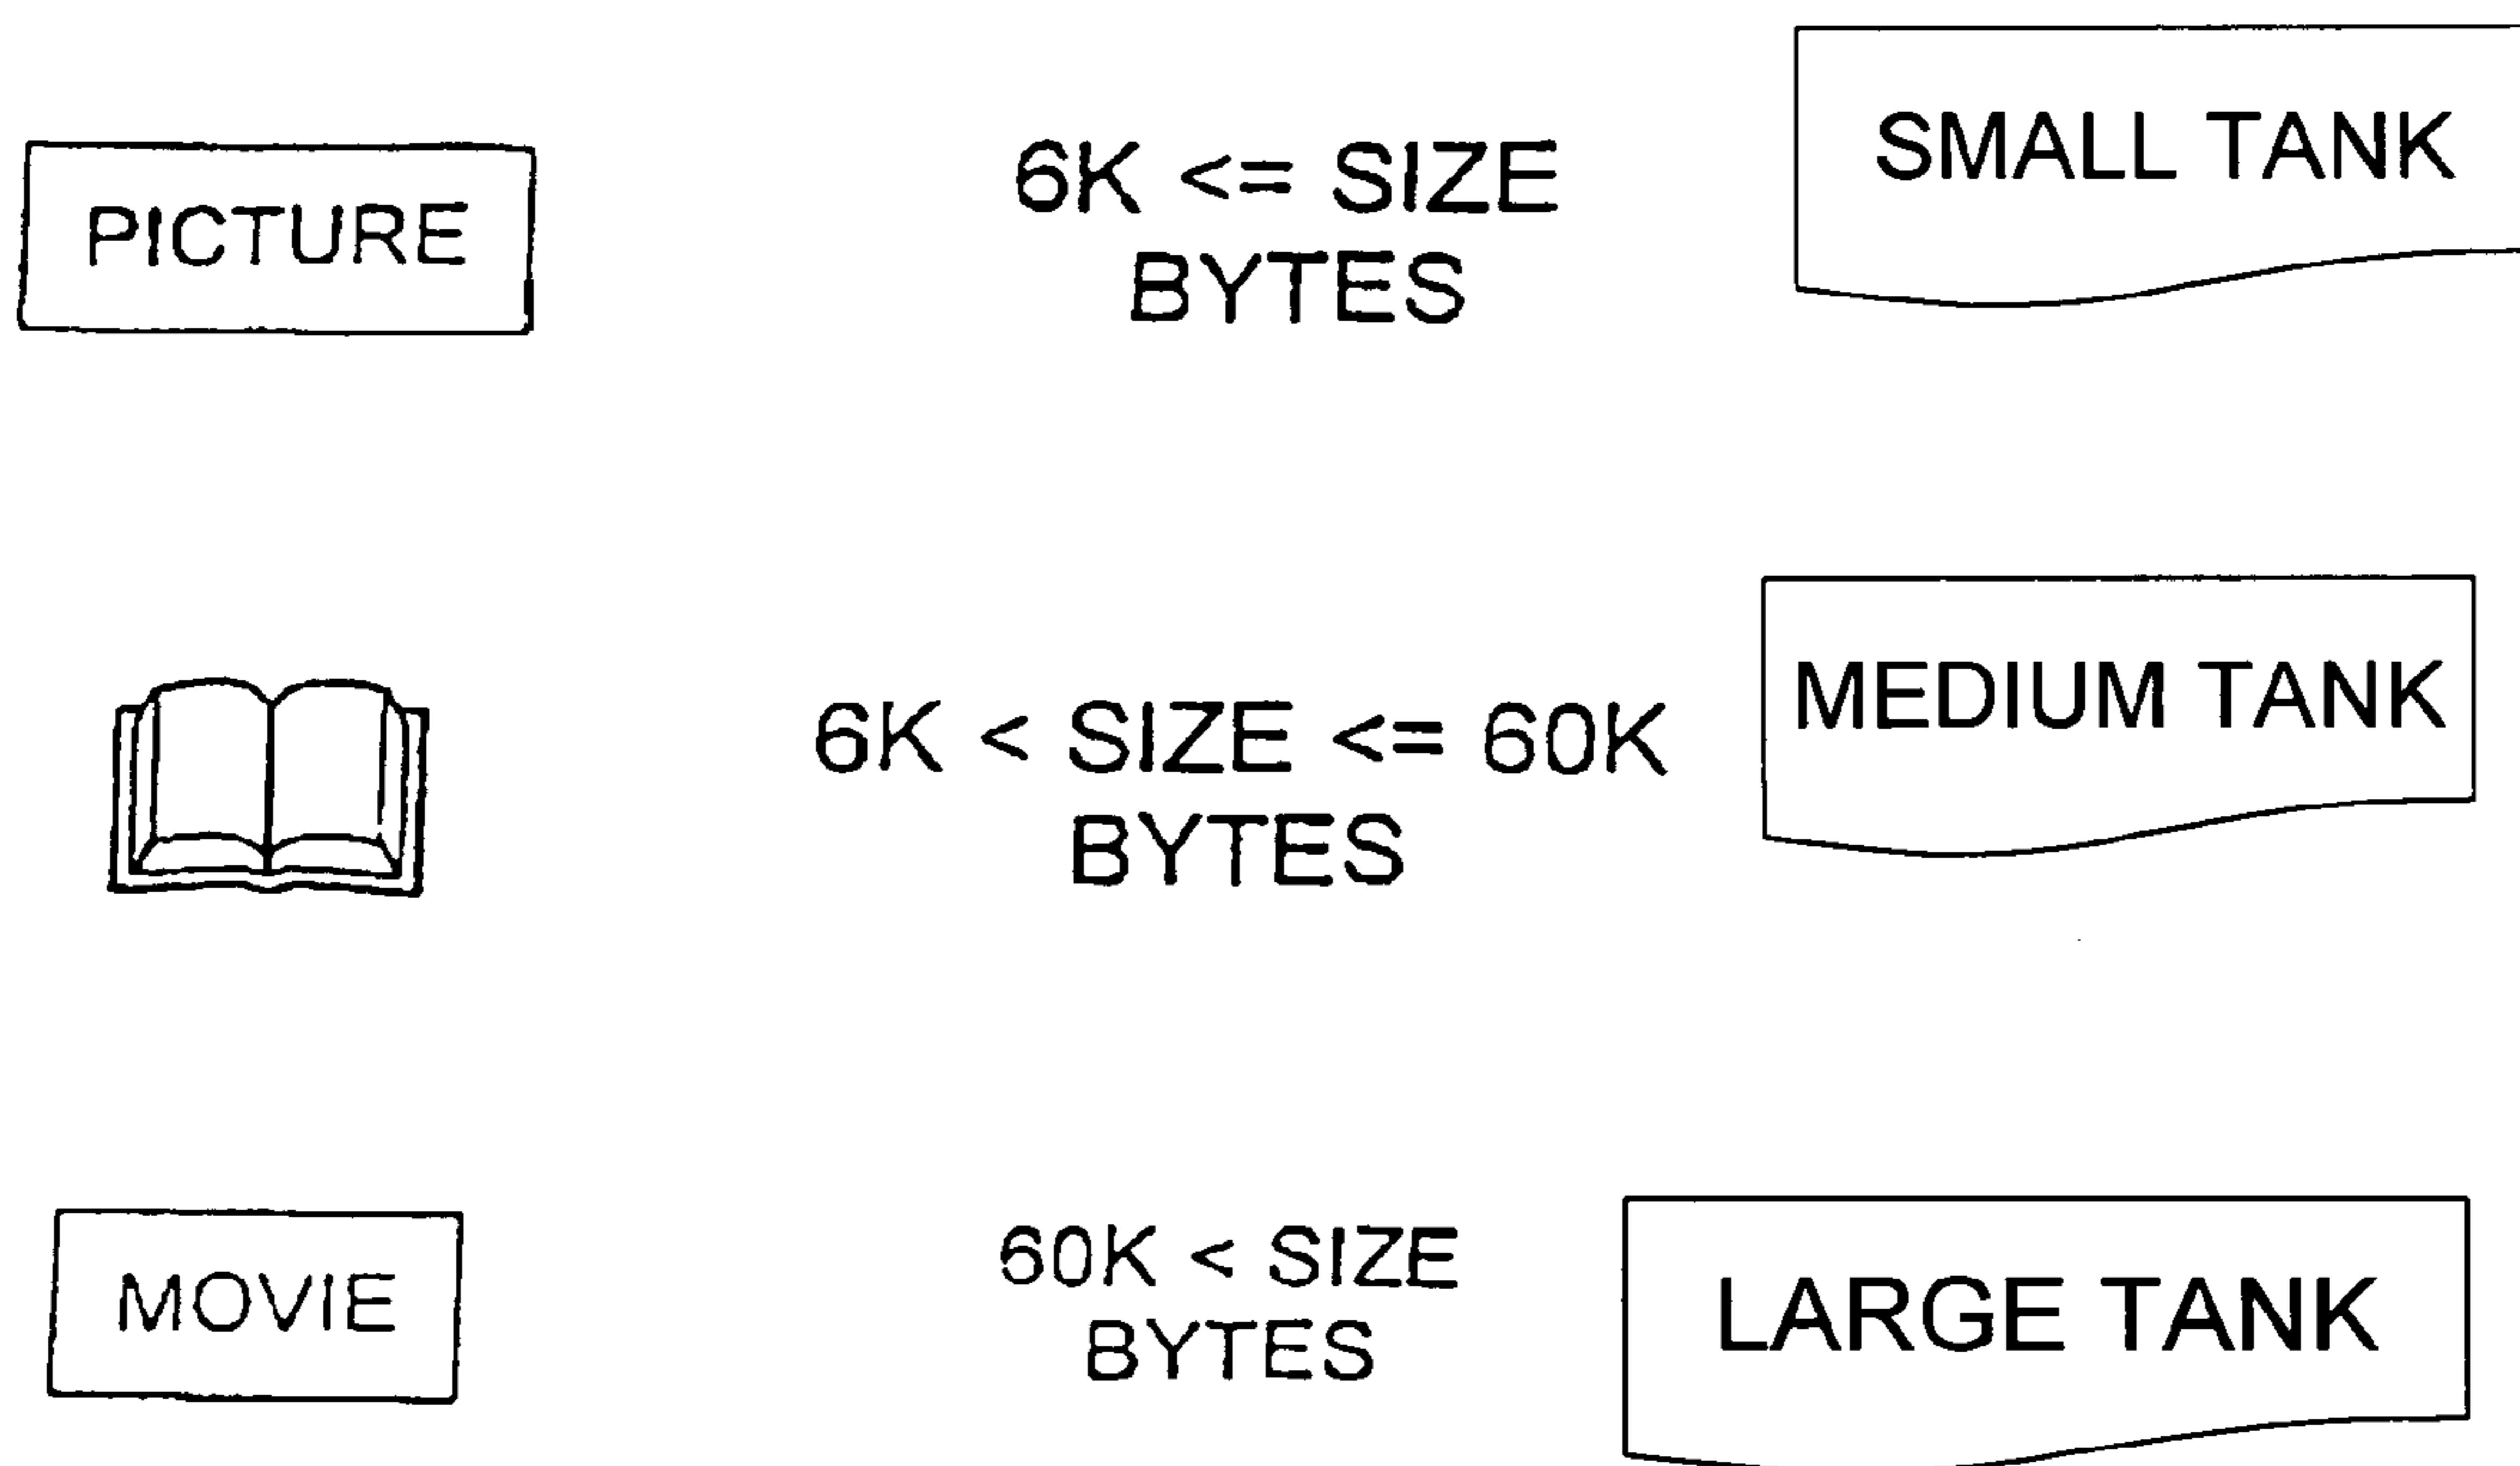 PICTURE
6K <= SIZE
BYTES
SMALL TANK
6K < SIZE <= 60K
BYTES
MEDIUM TANK
MOVIE
60K < SIZE
BYTES
LARGE TANK